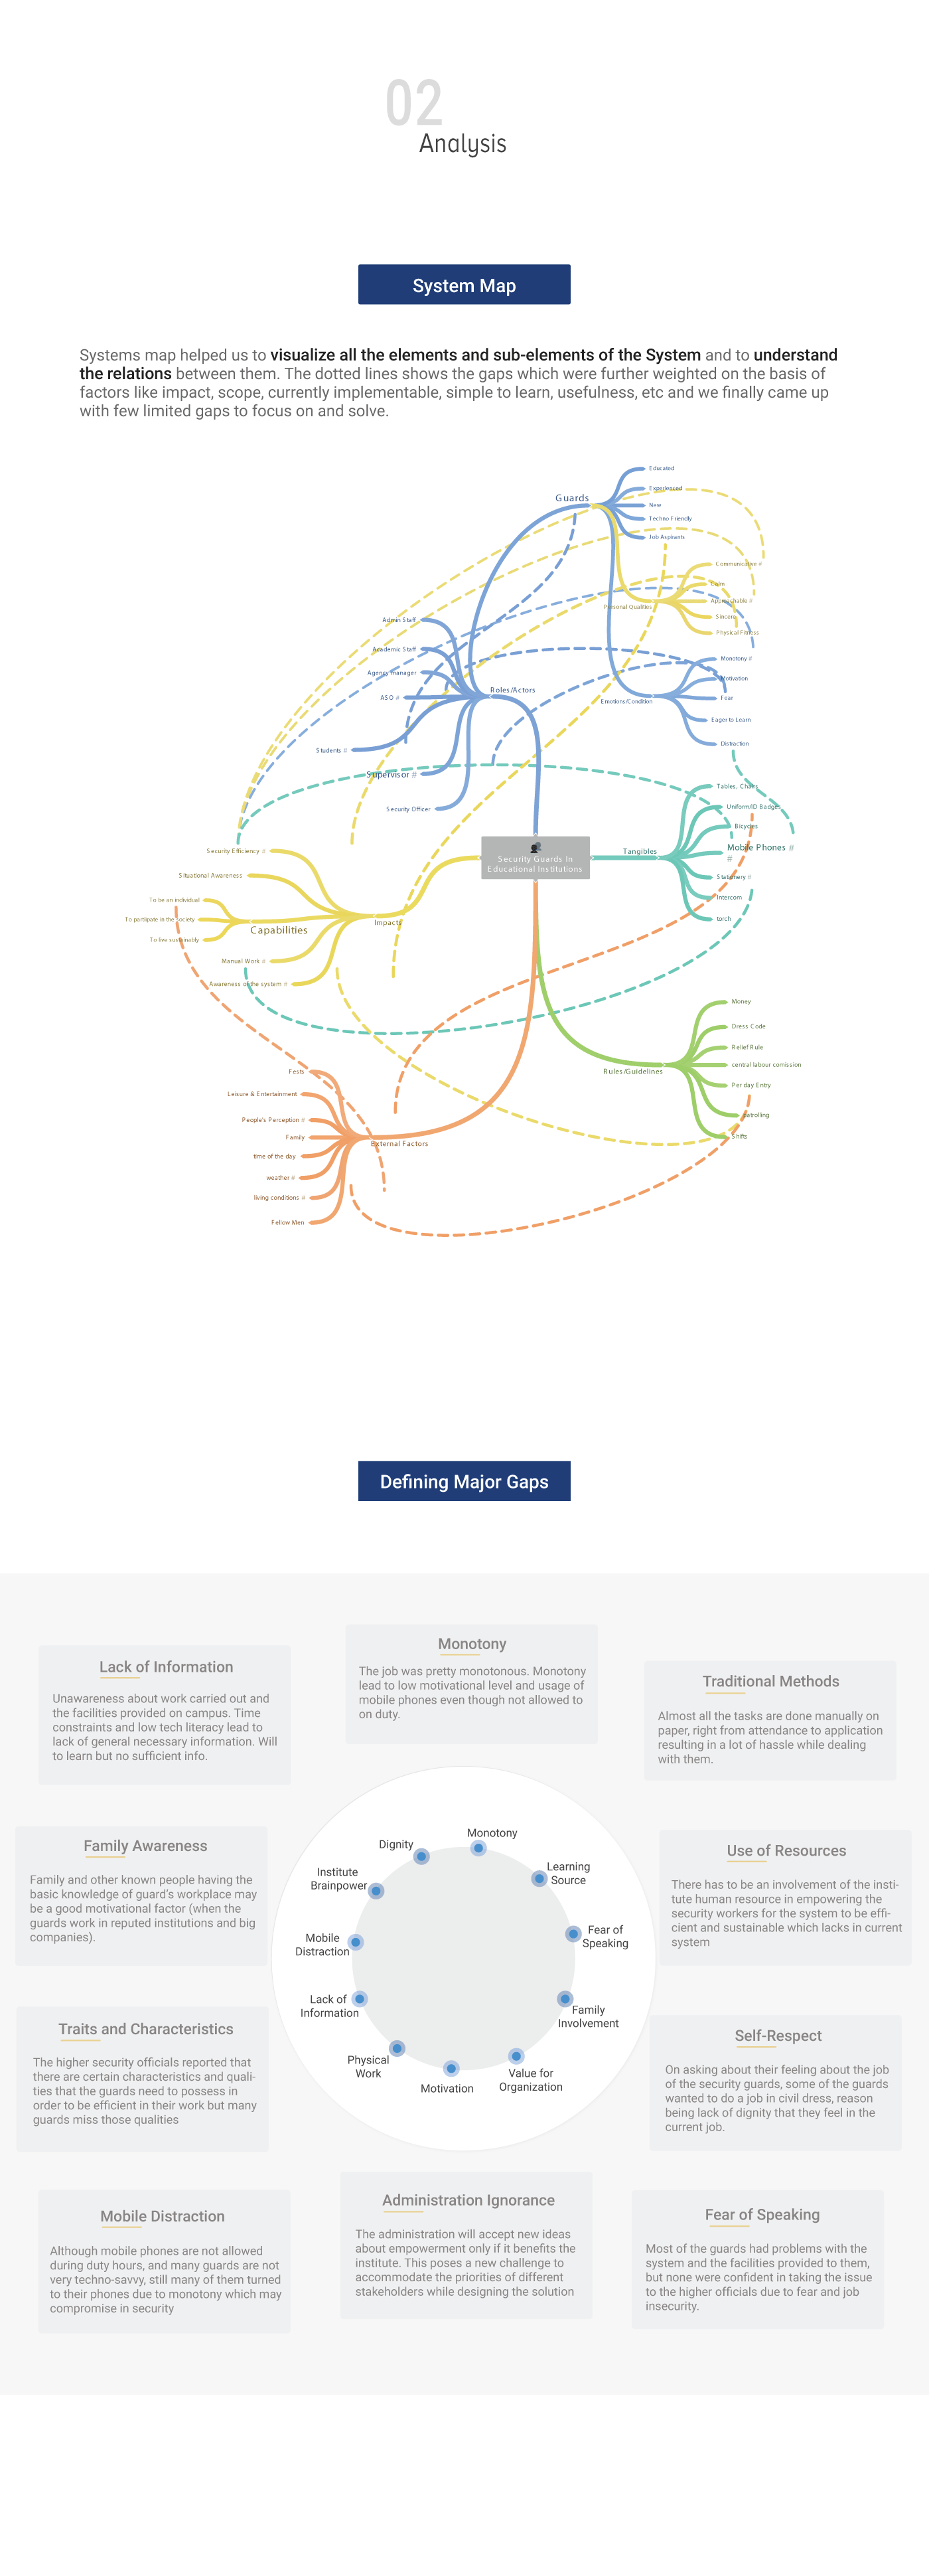 02
Analysis
System Map
Systems map helped us to visualize all the elements and sub-elements of the System and to understand
the relations between them. The dotted lines shows the gaps which were further weighted on the basis of
factors like impact, scope, currently implementable, simple to learn, usefulness, etc and we finally came up
with few limited gaps to focus on and solve.
Guards
Educated
Experienced
New
Techno Friendly
Job Aspirants
Personal Qualities
Communicative #
Calm
Approachable #
Sincere
Physical Fitness
Emotions/Condition
Monotony #
Motivation
Fear
Eager to Learn
Distraction
Roles/Actors
Admin Staff
Academic Staff
Agency manager
ASO #
Students #
Supervisor #
Security Officer
Security Guards In
Educational Institutions
Tangibles
Tables, Chairs
Uniform/ID Badges
Bicycles
Mobile Phones #
#
Stationery #
Intercom
torch
Impacts
Security Efficiency #
Situational Awareness
Capabilities
To be an individual
To participate in the Society
To live sustainably
Manual Work #
Awareness of the system #
Rules/Guidelines
Money
Dress Code
Relief Rule
central labour comission
Per day Entry
patrolling
Shifts
External Factors
Fests
Leisure & Entertainment
People's Perception #
Family
time of the day
weather #
living conditions #
Fellow Men
Defining Major Gaps
Lack of Information
Unawareness about work carried out and
the facilities provided on campus. Time
constraints and low tech literacy lead to
lack of general necessary information. Will
to learn but no sufficient info.
Monotony
The job was pretty monotonous. Monotony
lead to low motivational level and usage of
mobile phones even though not allowed to
on duty.
Traditional Methods
Almost all the tasks are done manually on
paper, right from attendance to application
resulting in a lot of hassle while dealing
with them.
Family Awareness
Family and other known people having the
basic knowledge of guard's workplace may
be a good motivational factor (when the
guards work in reputed institutions and big
companies).
Use of Resources
There has to be an involvement of the insti-
tute human resource in empowering the
security workers for the system to be effi-
cient and sustainable which lacks in current
system
Monotony
Learning
Source
Fear of
Speaking
Family
Involvement
Value for
Organization
Motivation
Physical
Work
Lack of
Information
Mobile
Distraction
Institute
Brainpower
Dignity
Traits and Characteristics
The higher security officials reported that
there are certain characteristics and quali-
ties that the guards need to possess in
order to be efficient in their work but many
guards miss those qualities
Self-Respect
On asking about their feeling about the job
of the security guards, some of the guards
wanted to do a job in civil dress, reason
being lack of dignity that they feel in the
current job.
Mobile Distraction
Although mobile phones are not allowed
during duty hours, and many guards are not
very techno-savvy, still many of them turned
to their phones due to monotony which may
compromise in security
Administration Ignorance
The administration will accept new ideas
about empowerment only if it benefits the
institute. This poses a new challenge to
accommodate the priorities of different
stakeholders while designing the solution
Fear of Speaking
Most of the guards had problems with the
system and the facilities provided to them,
but none were confident in taking the issue
to the higher officials due to fear and job
insecurity.